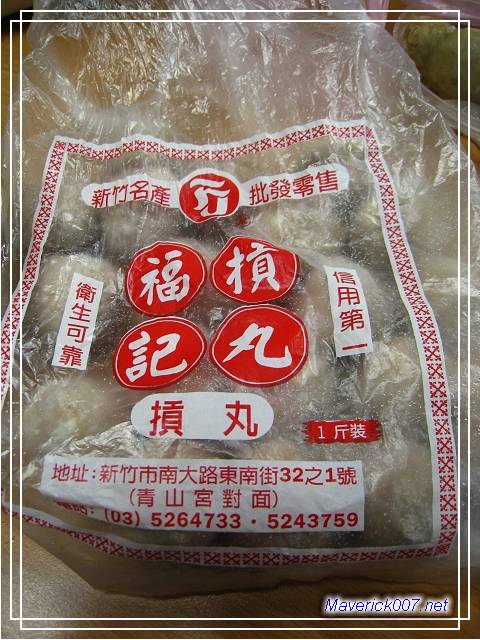 新竹名產 批發零售
衛生可靠
福記
摃丸
信用第一
摃丸
1斤裝
地址:新竹市南大路東南街32之1號
(青山宮對面)
(03) 5264733・5243759
Maverick007.net